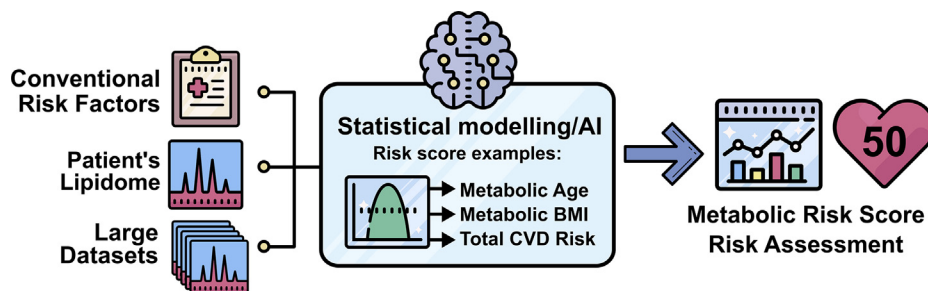 Conventional
Risk Factors
Patient's
Lipidome
Large
Datasets
Statistical modelling/AI
Risk score examples:
Metabolic Age
Metabolic BMI
Total CVD Risk
50
Metabolic Risk Score
Risk Assessment